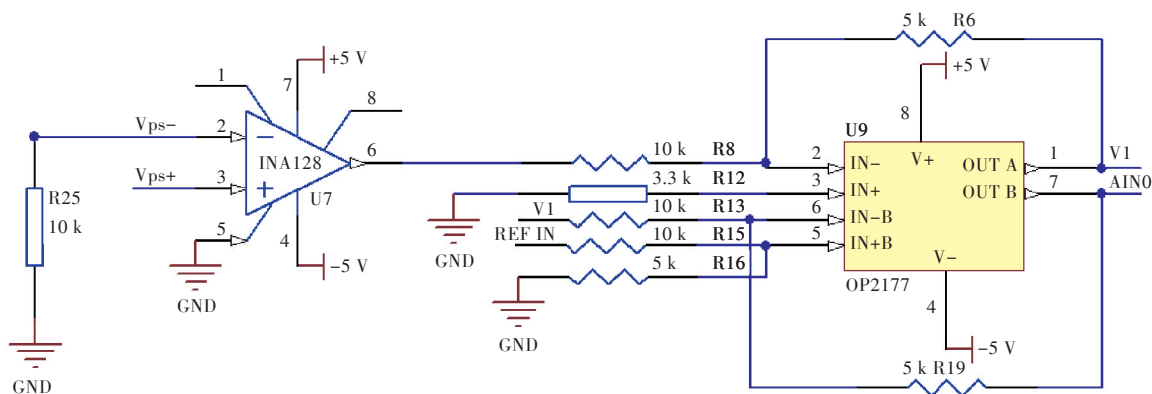 5 k R6
+5 V
+5 V
1
7
8
8
U9
Vps-
2
INA128
6
10 k R8
2 IN- V+ OUT A 1 V1
Vps+
3
U7
3.3 k R12
3 IN+ OUT B 7 AIN0
R25
10 k
5
4
V1 10 k R13
6 IN-B
REF IN 10 k R15
5 IN+B
GND
5 k R16
V-
-5 V
GND
GND
OP2177
4
-5 V
GND
5 k R19